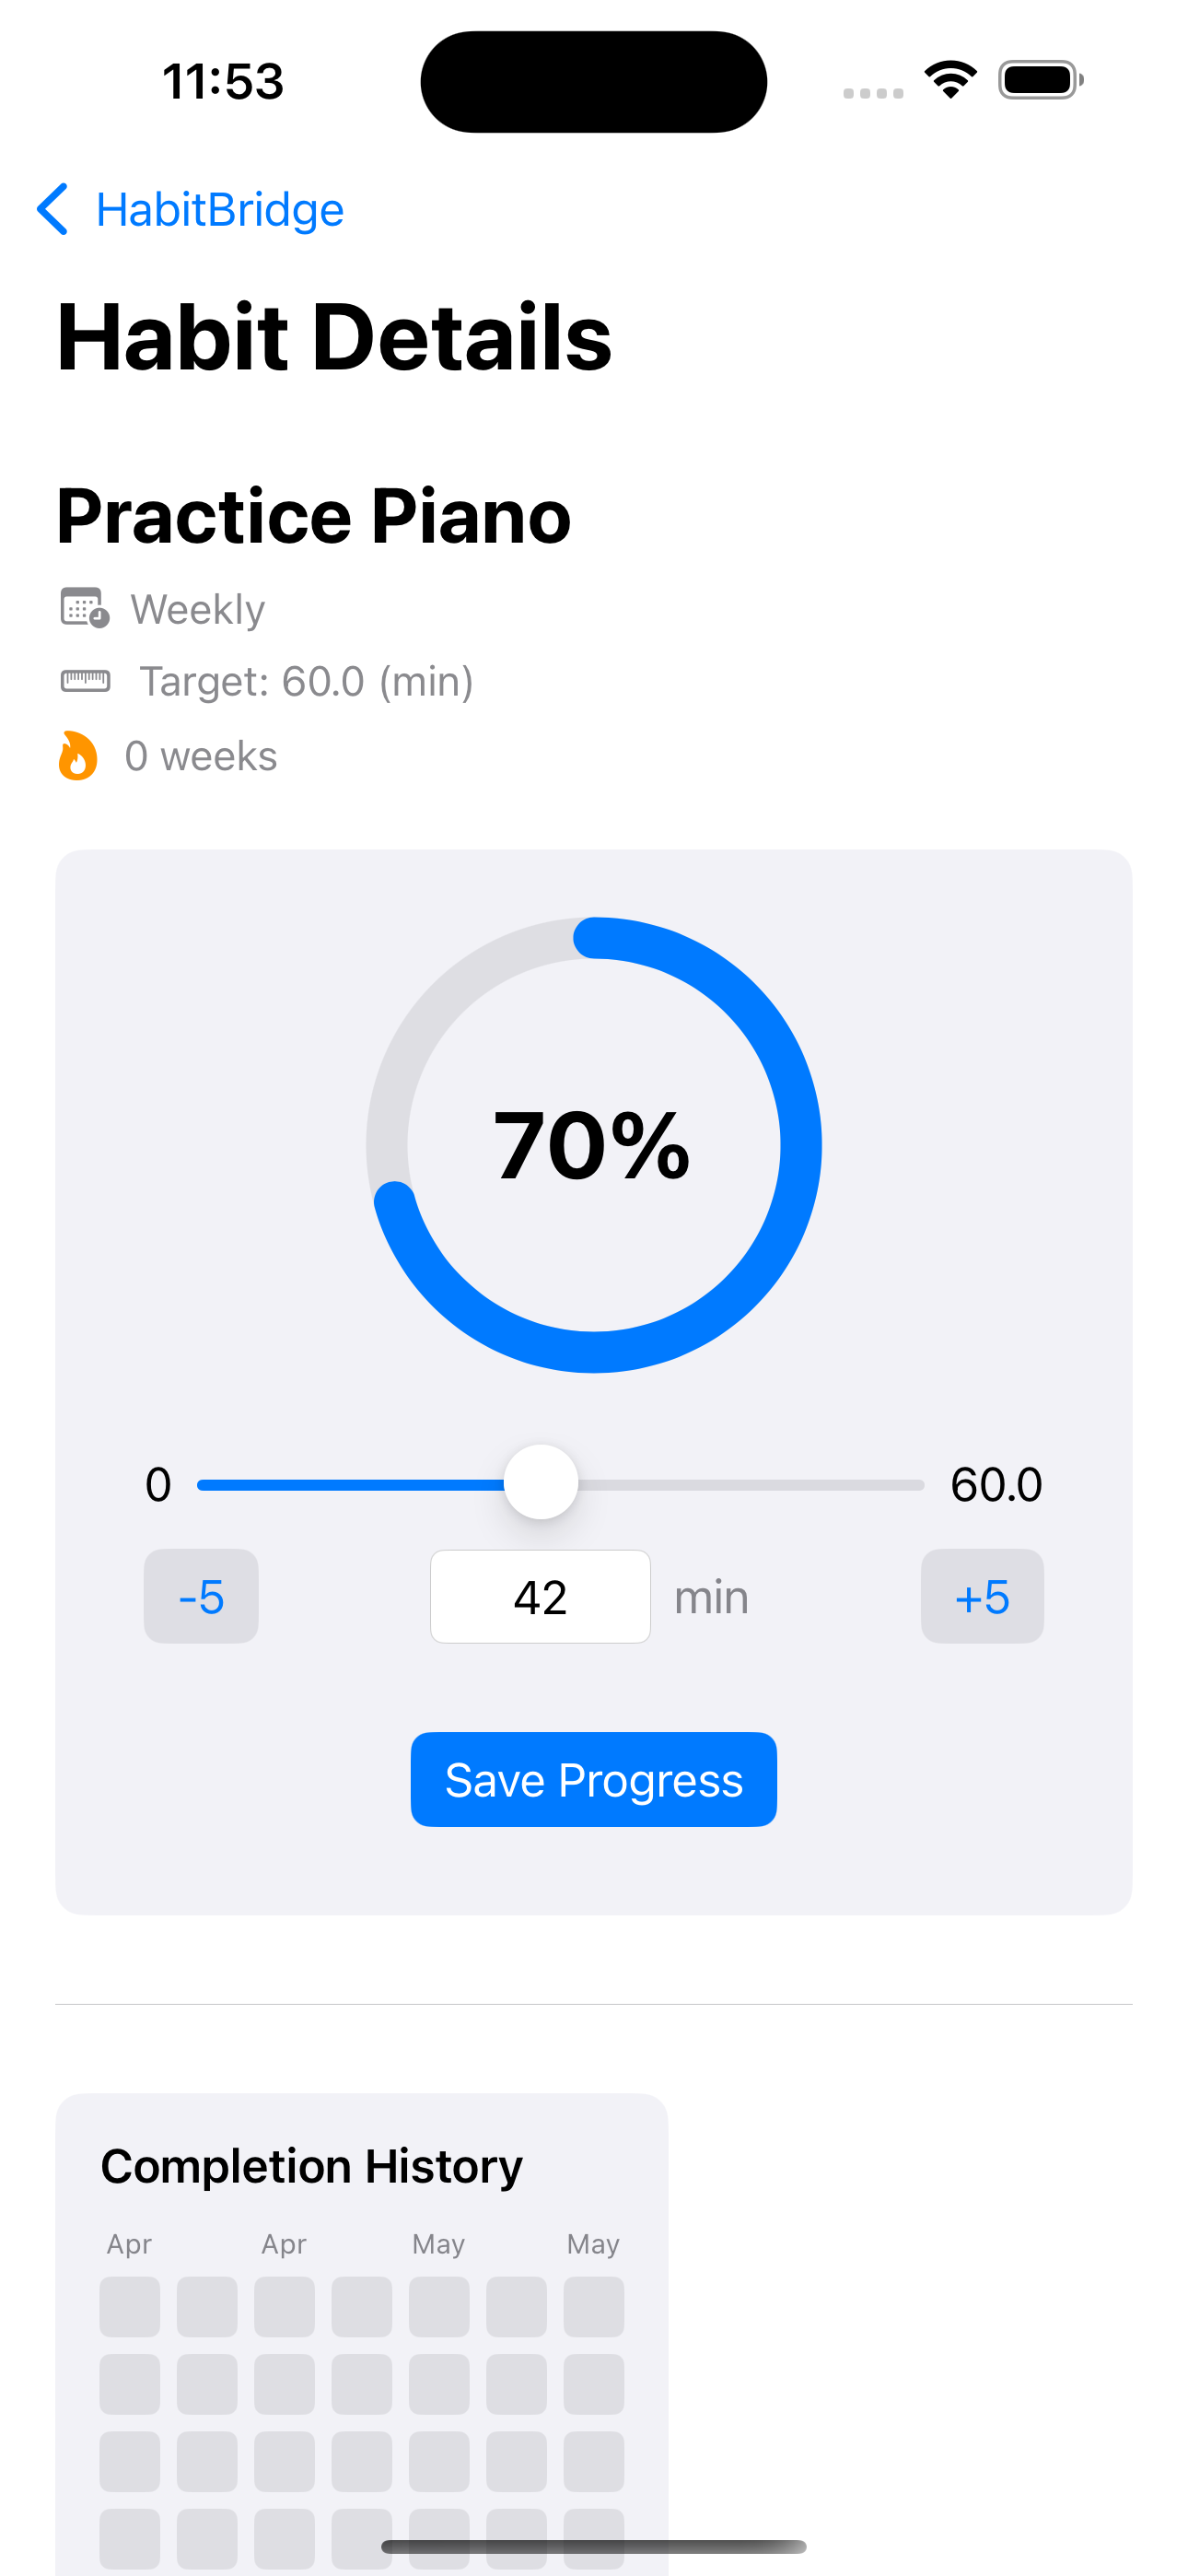 11:53
HabitBridge
Habit Details
Practice Piano
Weekly
Target: 60.0 (min)
0 weeks
70%
0 60.0
-5 42 min +5
Save Progress
Completion History
Apr Apr May May